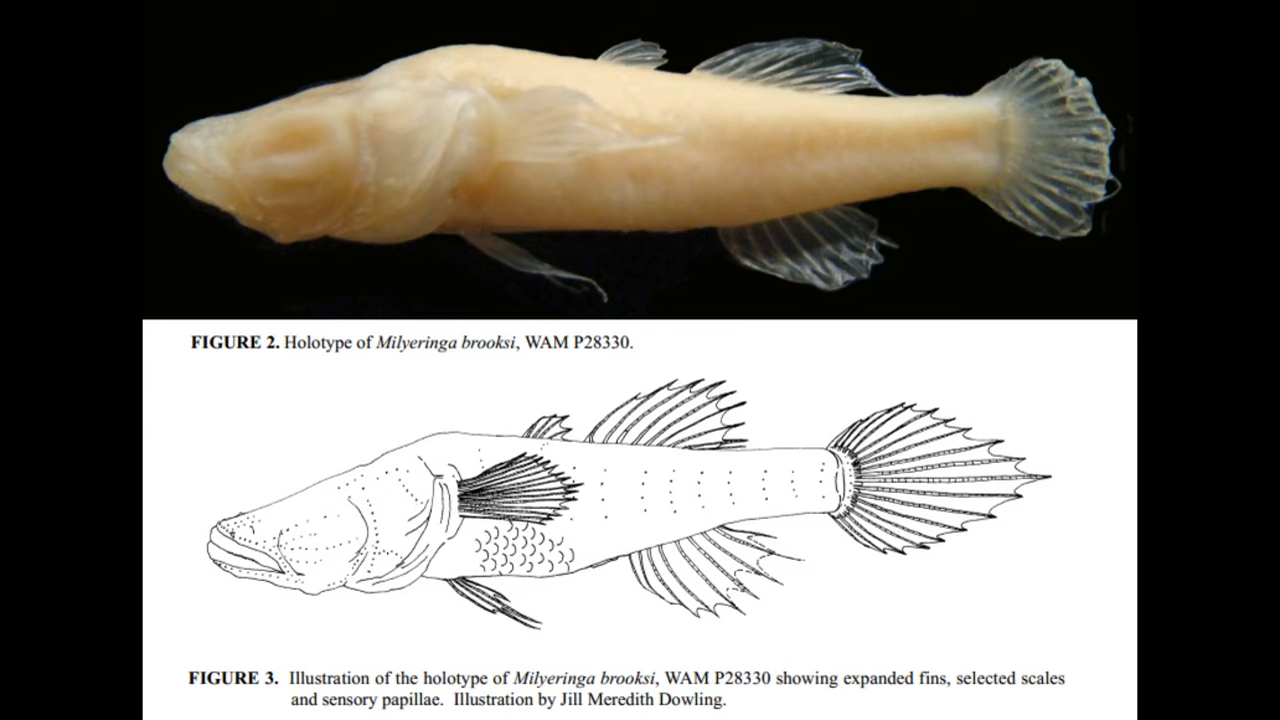 FIGURE 2. Holotype of Milyeringa brooksi, WAM P28330.
FIGURE 3. Illustration of the holotype of Milyeringa brooksi, WAM P28330 showing expanded fins, selected scales
and sensory papillae. Illustration by Jill Meredith Dowling.